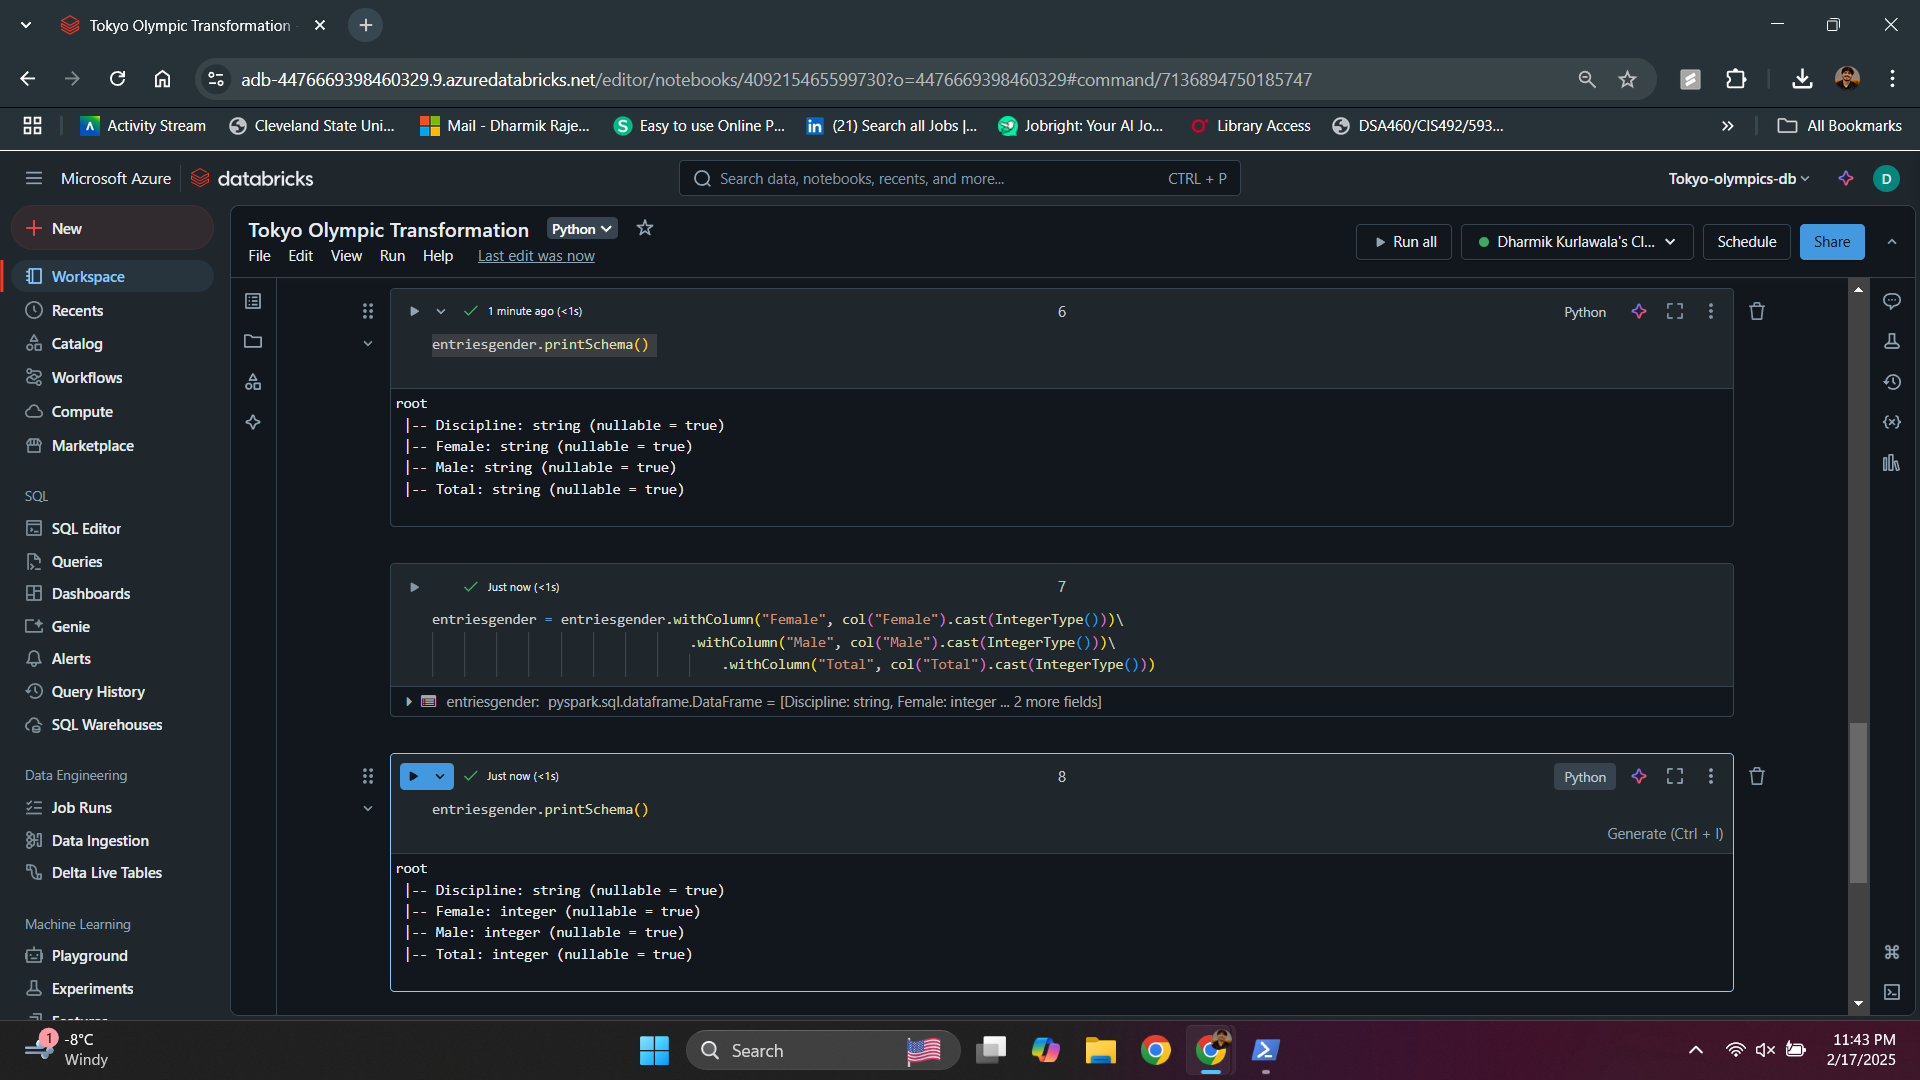 Tokyo Olympic Transformation
adb-4476669398460329.9.azuredatabricks.net/editor/notebooks/409215465599730?o=4476669398460329#command/7136894750185747
Activity Stream
Cleveland State Uni...
Mail - Dharmik Raje...
Easy to use Online P...
(21) Search all Jobs |...
Jobright: Your AI Jo...
Library Access
DSA460/CIS492/593...
All Bookmarks
Microsoft Azure
databricks
Search data, notebooks, recents, and more...
CTRL + P
Tokyo-olympics-db
D
New
Workspace
Recents
Catalog
Workflows
Compute
Marketplace
SQL
SQL Editor
Queries
Dashboards
Genie
Alerts
Query History
SQL Warehouses
Data Engineering
Job Runs
Data Ingestion
Delta Live Tables
Machine Learning
Playground
Experiments
Tokyo Olympic Transformation
Python
File Edit View Run Help Last edit was now
Run all
Dharmik Kurlawala's Cl...
Schedule
Share
1 minute ago (<1s)
6
Python
entriesgender.printSchema()
root
|-- Discipline: string (nullable = true)
|-- Female: string (nullable = true)
|-- Male: string (nullable = true)
|-- Total: string (nullable = true)
Just now (<1s)
7
entriesgender = entriesgender.withColumn("Female", col("Female").cast(IntegerType()))\
.withColumn("Male", col("Male").cast(IntegerType()))\
.withColumn("Total", col("Total").cast(IntegerType()))
entriesgender: pyspark.sql.dataframe.DataFrame = [Discipline: string, Female: integer ... 2 more fields]
Just now (<1s)
8
Python
entriesgender.printSchema()
Generate (Ctrl + I)
root
|-- Discipline: string (nullable = true)
|-- Female: integer (nullable = true)
|-- Male: integer (nullable = true)
|-- Total: integer (nullable = true)
1
-8°C
Windy
Search
11:43 PM
2/17/2025